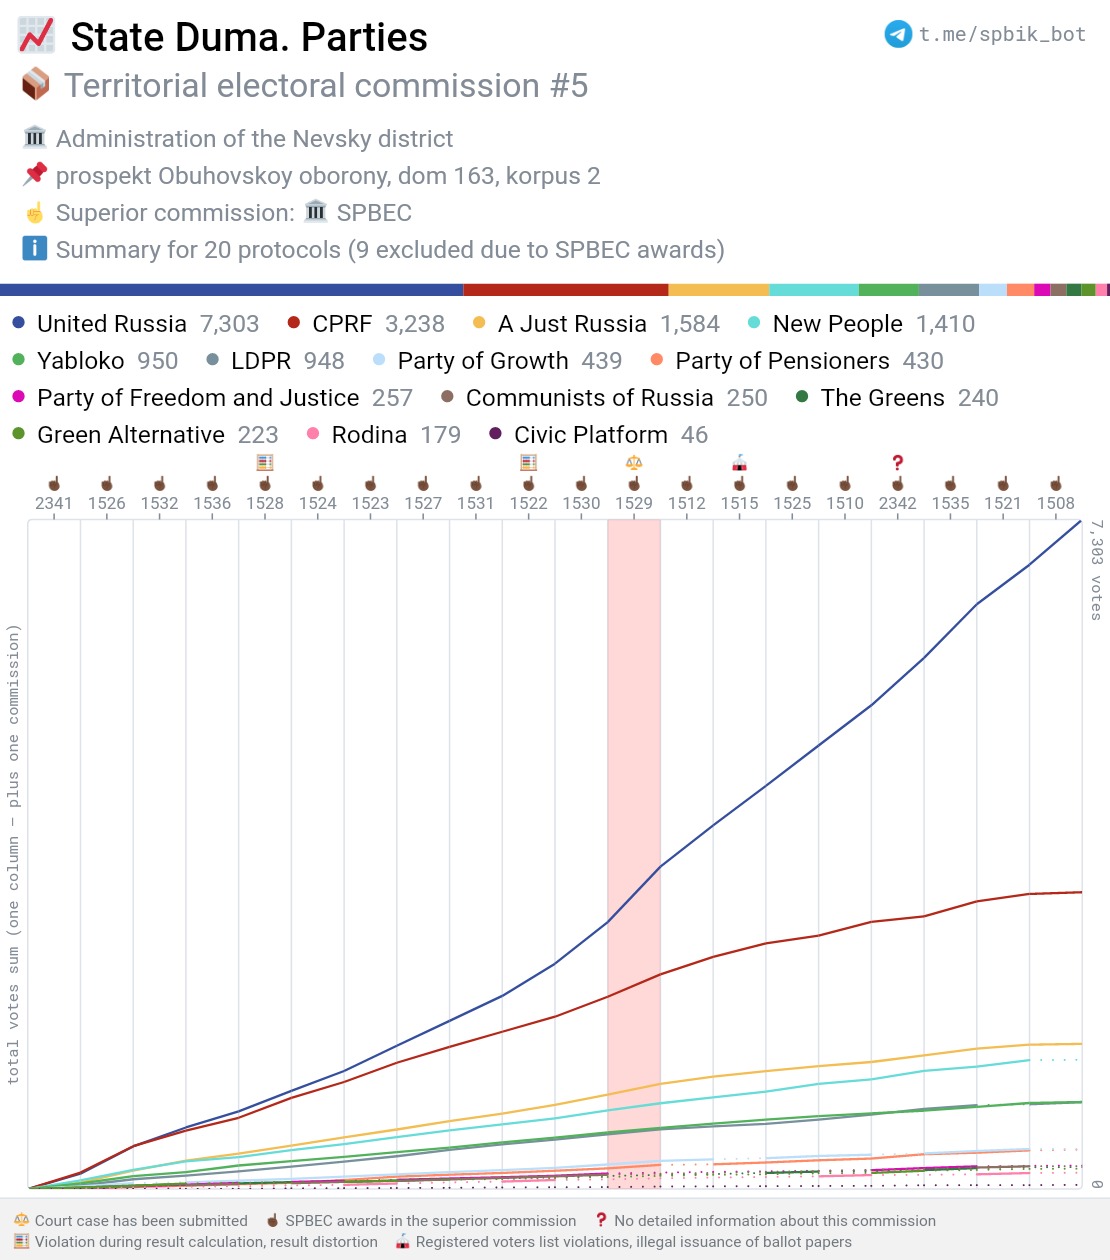 State Duma. Parties
t.me/spbik_bot
Territorial electoral commission #5
Administration of the Nevsky district
prospekt Obuhovskoy oborony, dom 163, korpus 2
Superior commission: SPBEC
Summary for 20 protocols (9 excluded due to SPBEC awards)
United Russia 7,303 CPRF 3,238 A Just Russia 1,584 New People 1,410
Yabloko 950 LDPR 948 Party of Growth 439 Party of Pensioners 430
Party of Freedom and Justice 257 Communists of Russia 250 The Greens 240
Green Alternative 223 Rodina 179 Civic Platform 46
2341 1526 1532 1536 1528 1524 1523 1527 1531 1522 1530 1529 1512 1515 1525 1510 2342 1535 1521 1508
7,303 votes
total votes sum (one column — plus one commission)
0
Court case has been submitted SPBEC awards in the superior commission No detailed information about this commission
Violation during result calculation, result distortion Registered voters list violations, illegal issuance of ballot papers